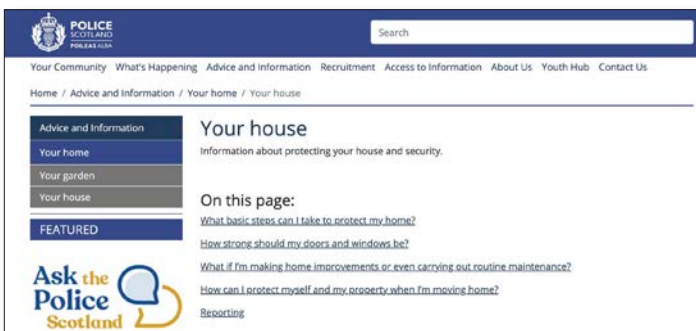 POLICE
SCOTLAND
POILEAS ALBA
Search
Your Community What's Happening Advice and Information Recruitment Access to Information About Us Youth Hub Contact Us
Home / Advice and Information / Your home / Your house
Advice and Information
Your home
Your garden
Your house
FEATURED
Ask the
Police
Scotland
Your house
Information about protecting your house and security.
On this page:
What basic steps can I take to protect my home?
How strong should my doors and windows be?
What if I'm making home improvements or even carrying out routine maintenance?
How can I protect myself and my property when I'm moving home?
Reporting